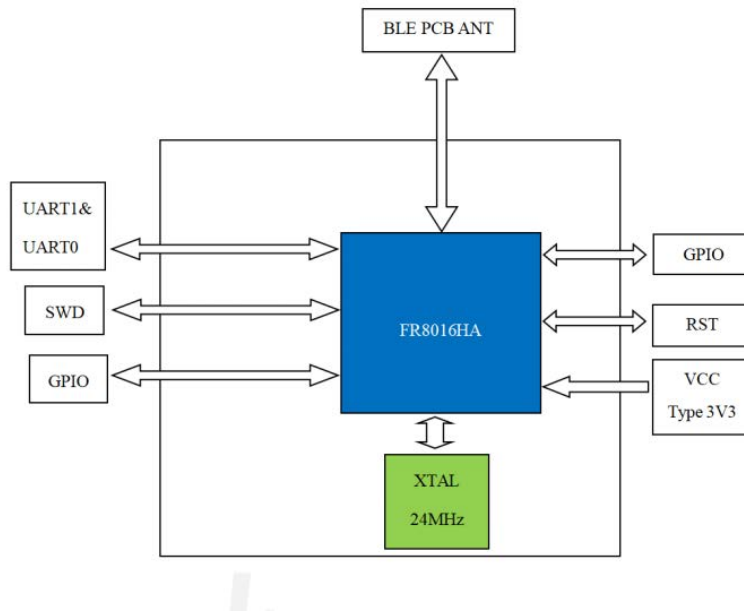 BLE PCB ANT
UART1&
UART0
GPIO
SWD
RST
FR8016HA
GPIO
VCC
Type 3V3
XTAL
24MHz